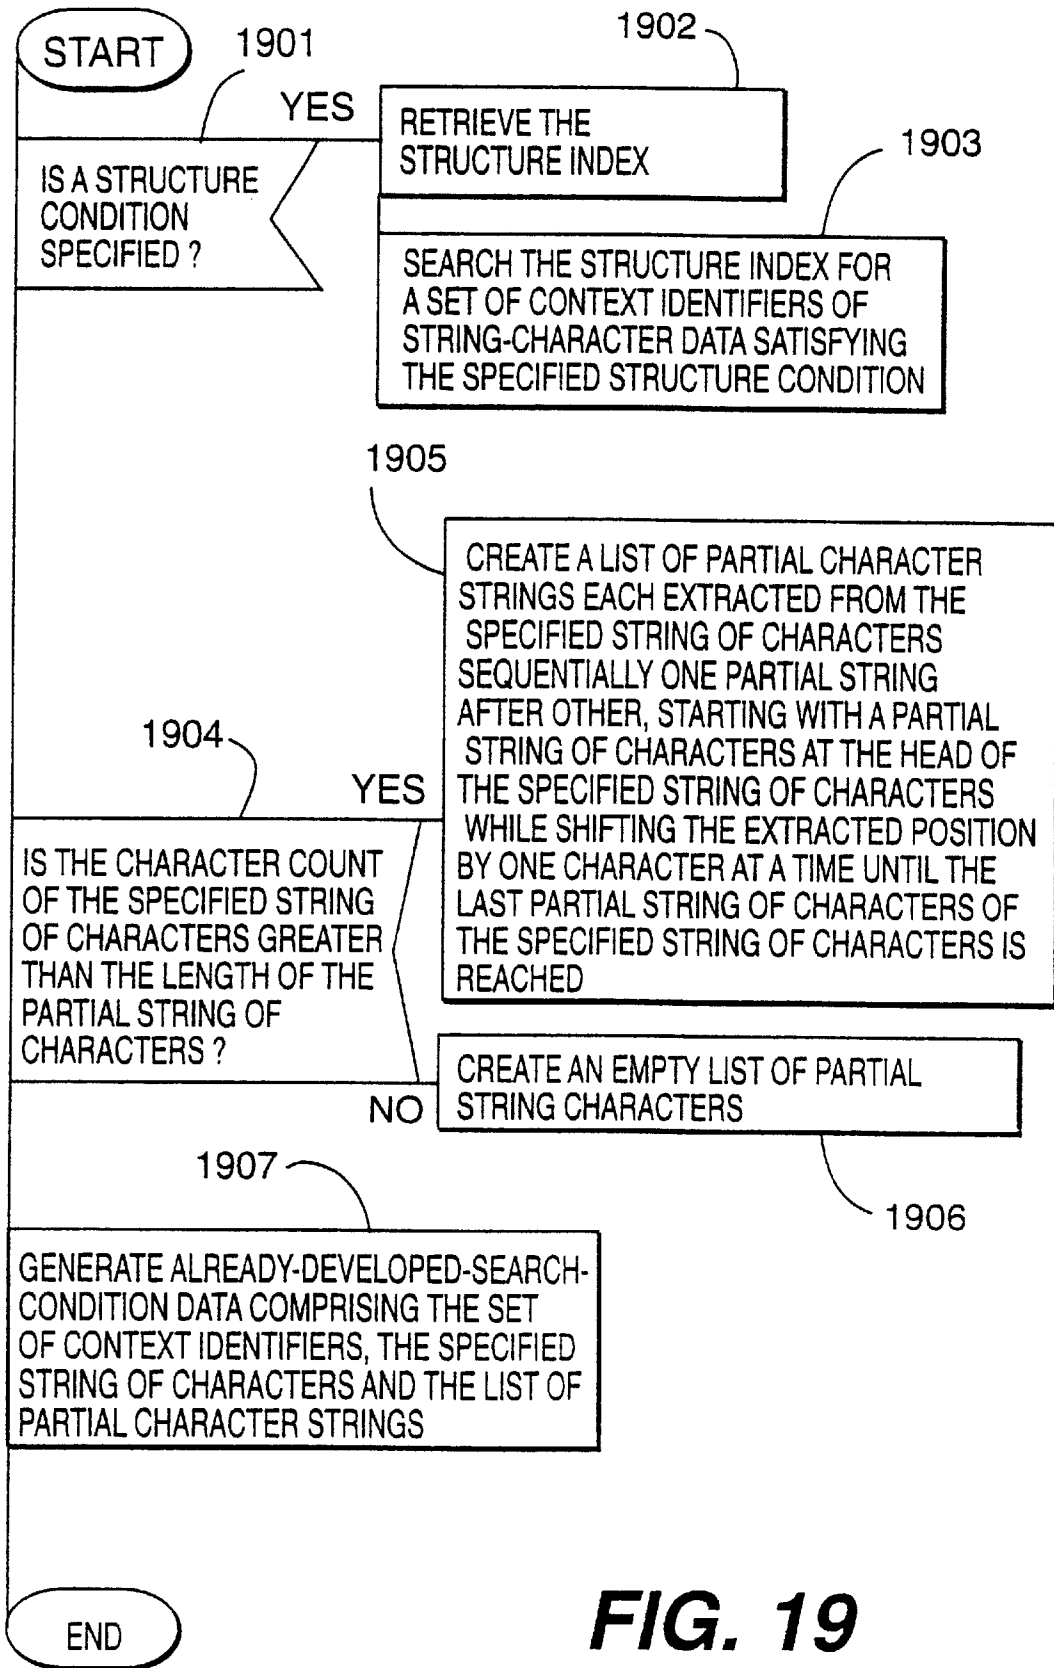 START
1901
1902
YES
RETRIEVE THE
STRUCTURE INDEX
1903
IS A STRUCTURE
CONDITION
SPECIFIED ?
SEARCH THE STRUCTURE INDEX FOR
A SET OF CONTEXT IDENTIFIERS OF
STRING-CHARACTER DATA SATISFYING
THE SPECIFIED STRUCTURE CONDITION
1905
CREATE A LIST OF PARTIAL CHARACTER
STRINGS EACH EXTRACTED FROM THE
SPECIFIED STRING OF CHARACTERS
SEQUENTIALLY ONE PARTIAL STRING
AFTER OTHER, STARTING WITH A PARTIAL
STRING OF CHARACTERS AT THE HEAD OF
THE SPECIFIED STRING OF CHARACTERS
WHILE SHIFTING THE EXTRACTED POSITION
BY ONE CHARACTER AT A TIME UNTIL THE
LAST PARTIAL STRING OF CHARACTERS OF
THE SPECIFIED STRING OF CHARACTERS IS
REACHED
1904
YES
IS THE CHARACTER COUNT
OF THE SPECIFIED STRING
OF CHARACTERS GREATER
THAN THE LENGTH OF THE
PARTIAL STRING OF
CHARACTERS ?
NO
CREATE AN EMPTY LIST OF PARTIAL
STRING CHARACTERS
1906
1907
GENERATE ALREADY-DEVELOPED-SEARCH-
CONDITION DATA COMPRISING THE SET
OF CONTEXT IDENTIFIERS, THE SPECIFIED
STRING OF CHARACTERS AND THE LIST OF
PARTIAL CHARACTER STRINGS
END
FIG. 19